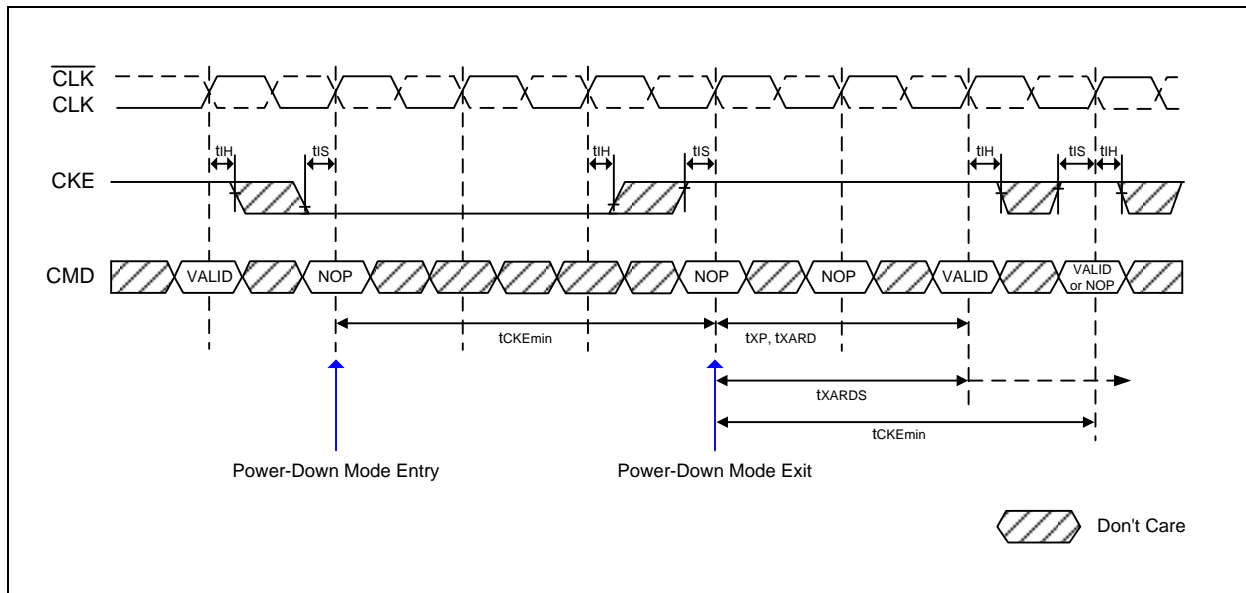 CLK
CLK
tIH
tIS
tIH
tIS
tIH
tIS
tIH
CKE
CMD
VALID
NOP
NOP
NOP
VALID
VALID
or NOP
tCKEmin
tXP, tXARD
tXARDS
tCKEmin
Power-Down Mode Entry
Power-Down Mode Exit
Don't Care